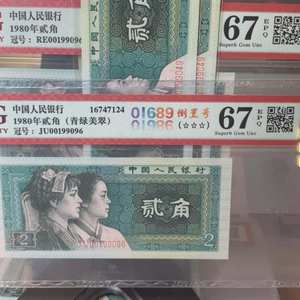 中国人民银行
1980年贰角
冠号：RE00199096
67 EPQ
Superb Gem Unc
中国人民银行 16747124
1980年贰角（青绿美翠）
冠号：JU00199096
01689 倒置号
01986 (☆☆☆)
67 EPQ
Superb Gem Unc
中国人民银行
贰角
2
2